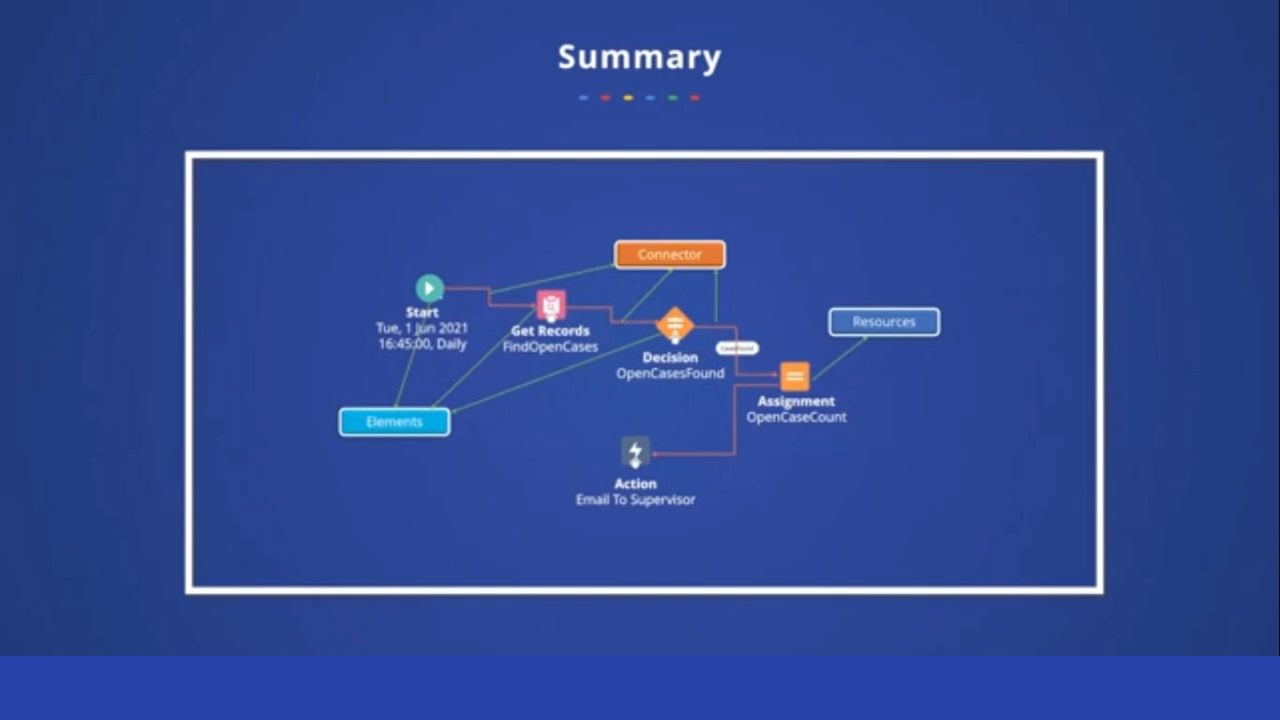 Summary
Connector
Start
Tue, 1 Jun 2021
16:45:00, Daily
Get Records
FindOpenCases
Resources
Decision
OpenCasesFound
Assignment
OpenCaseCount
Elements
Action
Email To Supervisor